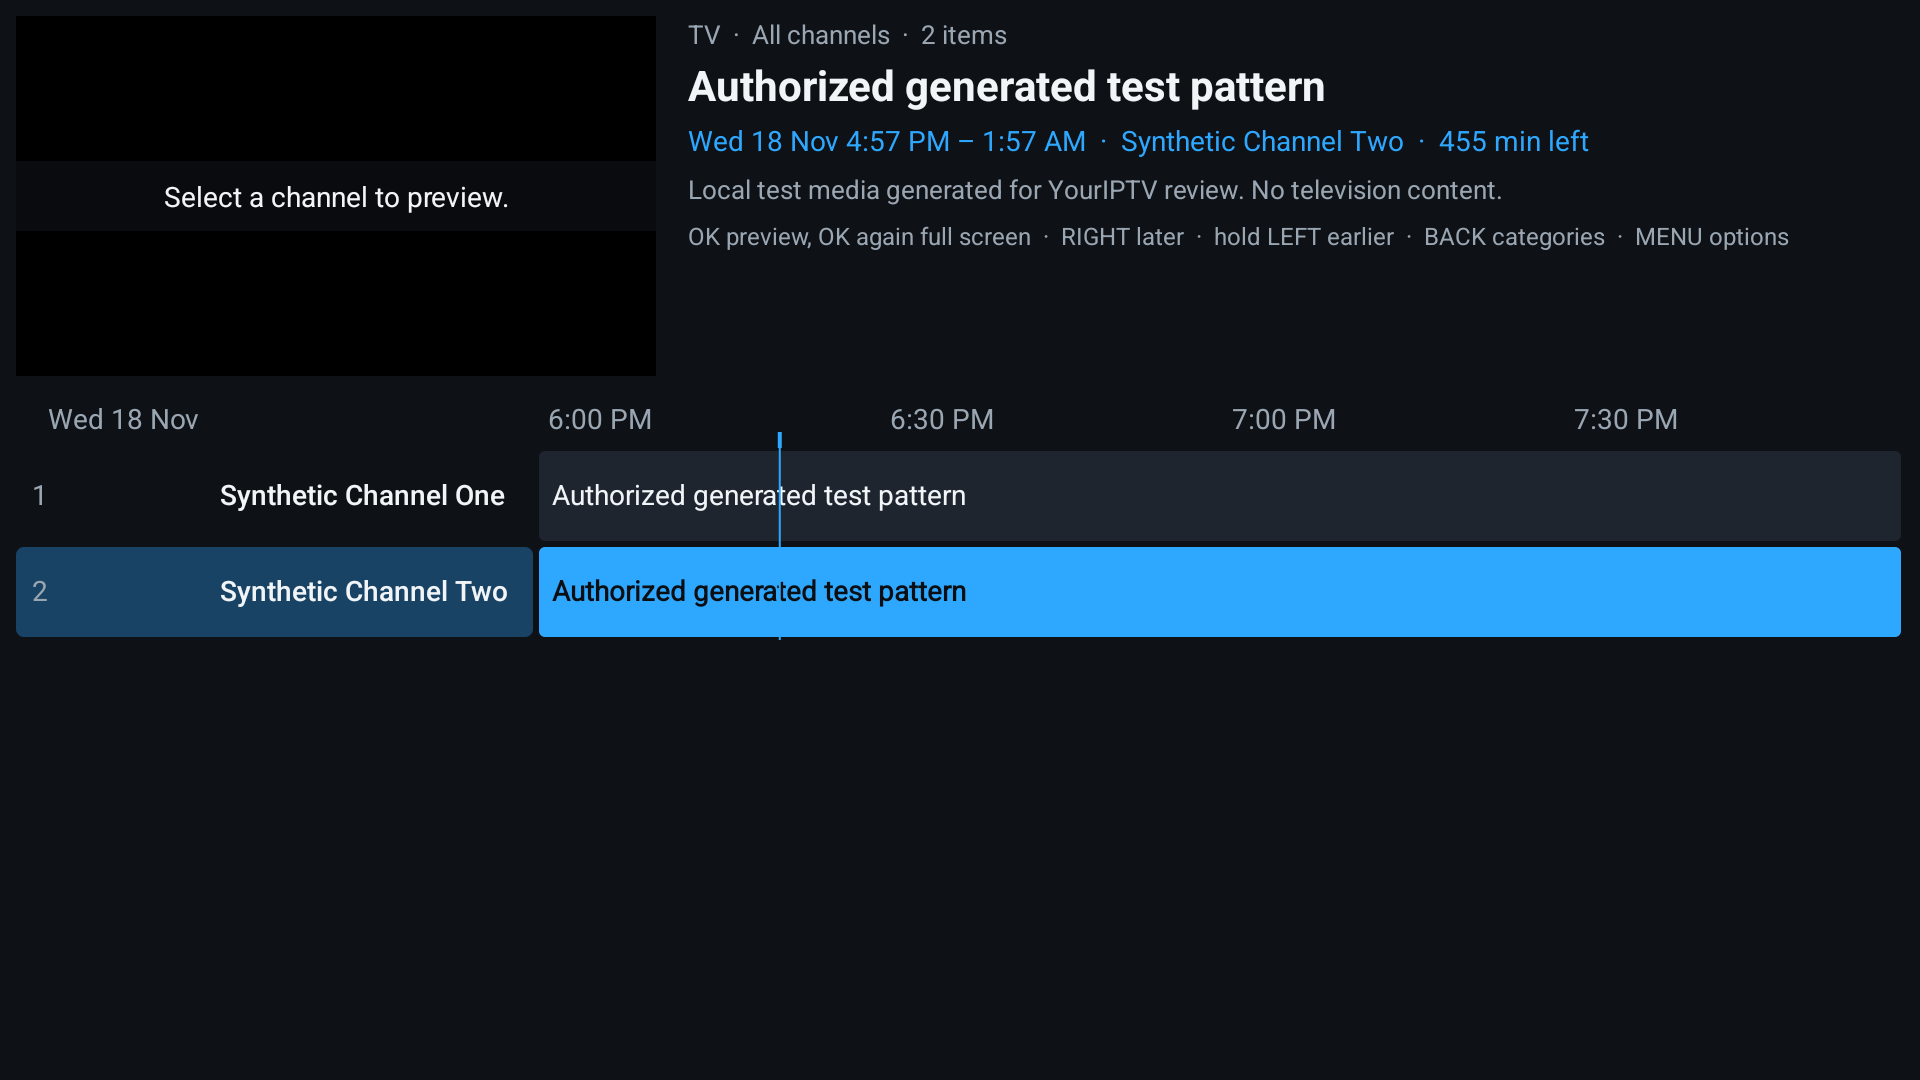 TV · All channels · 2 items
Authorized generated test pattern
Wed 18 Nov 4:57 PM – 1:57 AM · Synthetic Channel Two · 455 min left
Local test media generated for YourIPTV review. No television content.
OK preview, OK again full screen · RIGHT later · hold LEFT earlier · BACK categories · MENU options
Select a channel to preview.
Wed 18 Nov 6:00 PM 6:30 PM 7:00 PM 7:30 PM
1 Synthetic Channel One Authorized generated test pattern
2 Synthetic Channel Two Authorized generated test pattern